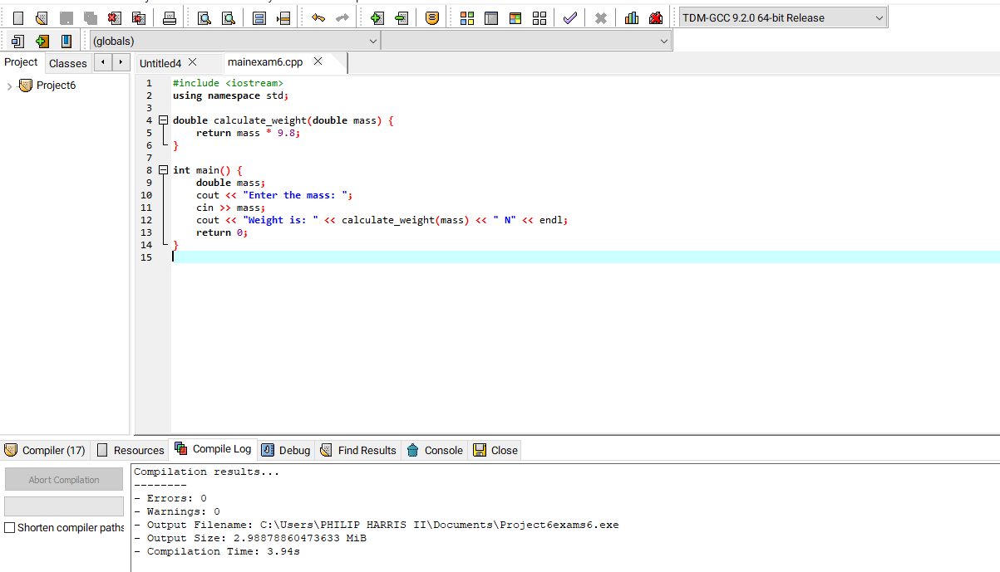 TDM-GCC 9.2.0 64-bit Release
(globals)
Project
Classes
Untitled4
mainexam6.cpp
Project6
1 #include <iostream>
2 using namespace std;
3
4 double calculate_weight(double mass) {
5 return mass * 9.8;
6 }
7
8 int main() {
9 double mass;
10 cout << "Enter the mass: ";
11 cin >> mass;
12 cout << "Weight is: " << calculate_weight(mass) << " N" << endl;
13 return 0;
14 }
15
Compiler (17)
Resources
Compile Log
Debug
Find Results
Console
Close
Abort Compilation
Shorten compiler paths
Compilation results...
--------
- Errors: 0
- Warnings: 0
- Output Filename: C:\Users\PHILIP HARRIS II\Documents\Project6exams6.exe
- Output Size: 2.98878860473633 MiB
- Compilation Time: 3.94s